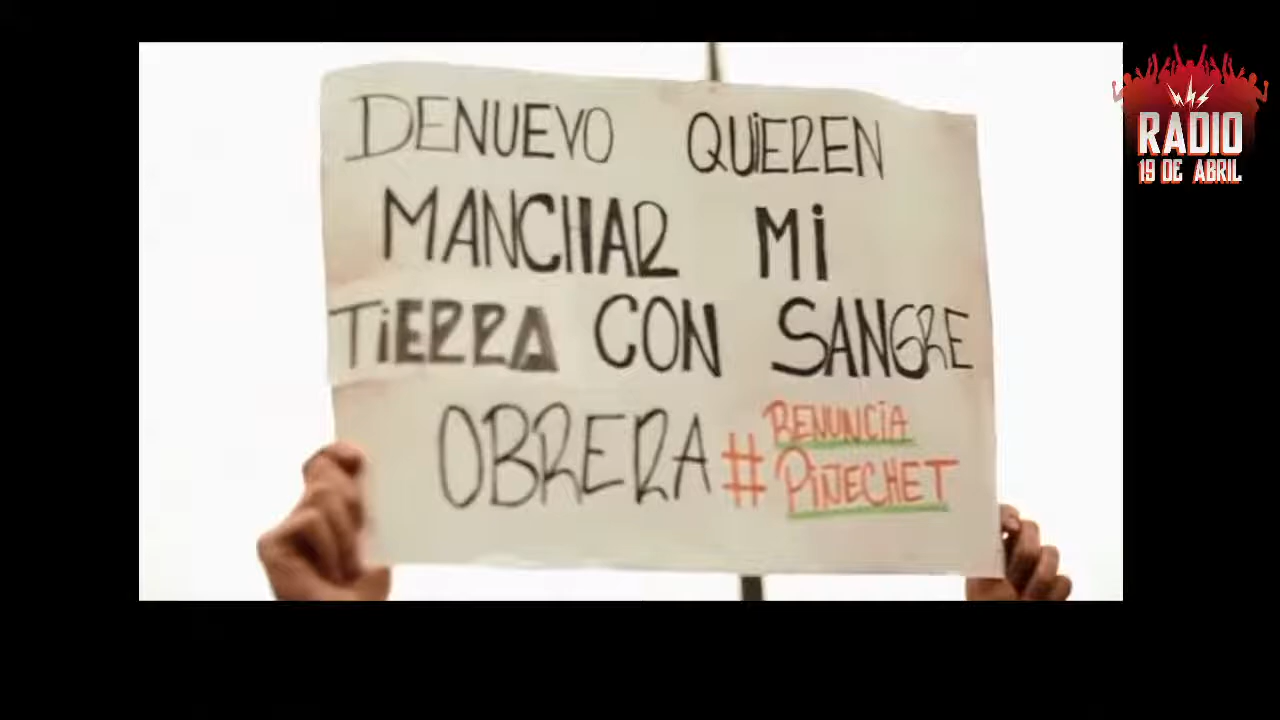 DENUEVO QUIEREN
MANCHAR Mi
TiERRA CON SANGRE
OBRERA #RENUNCiA
PiÑECHET
RADIO
19 DE ABRIL